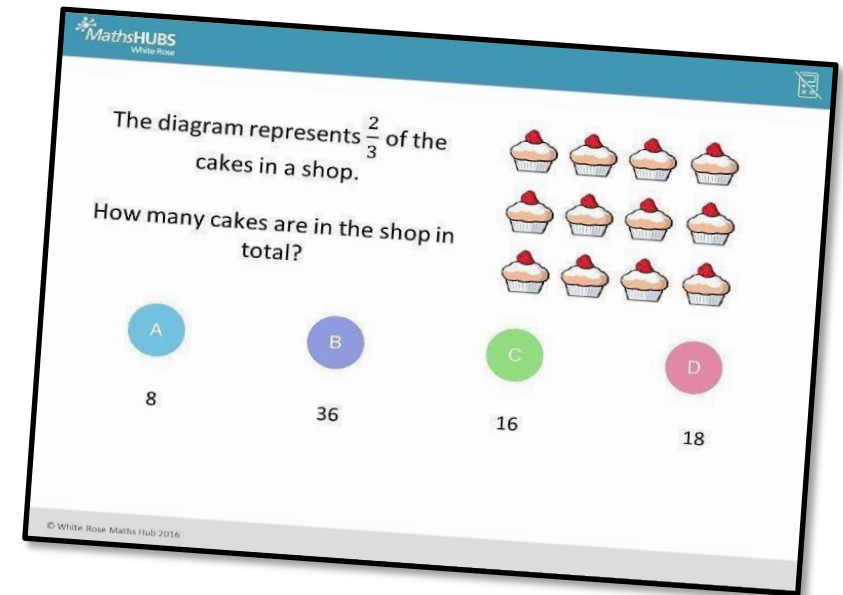 MathsHUBS
White Rose
The diagram represents 2/3 of the
cakes in a shop.
How many cakes are in the shop in
total?
A
B
C
D
8
36
16
18
© White Rose Maths Hub 2016